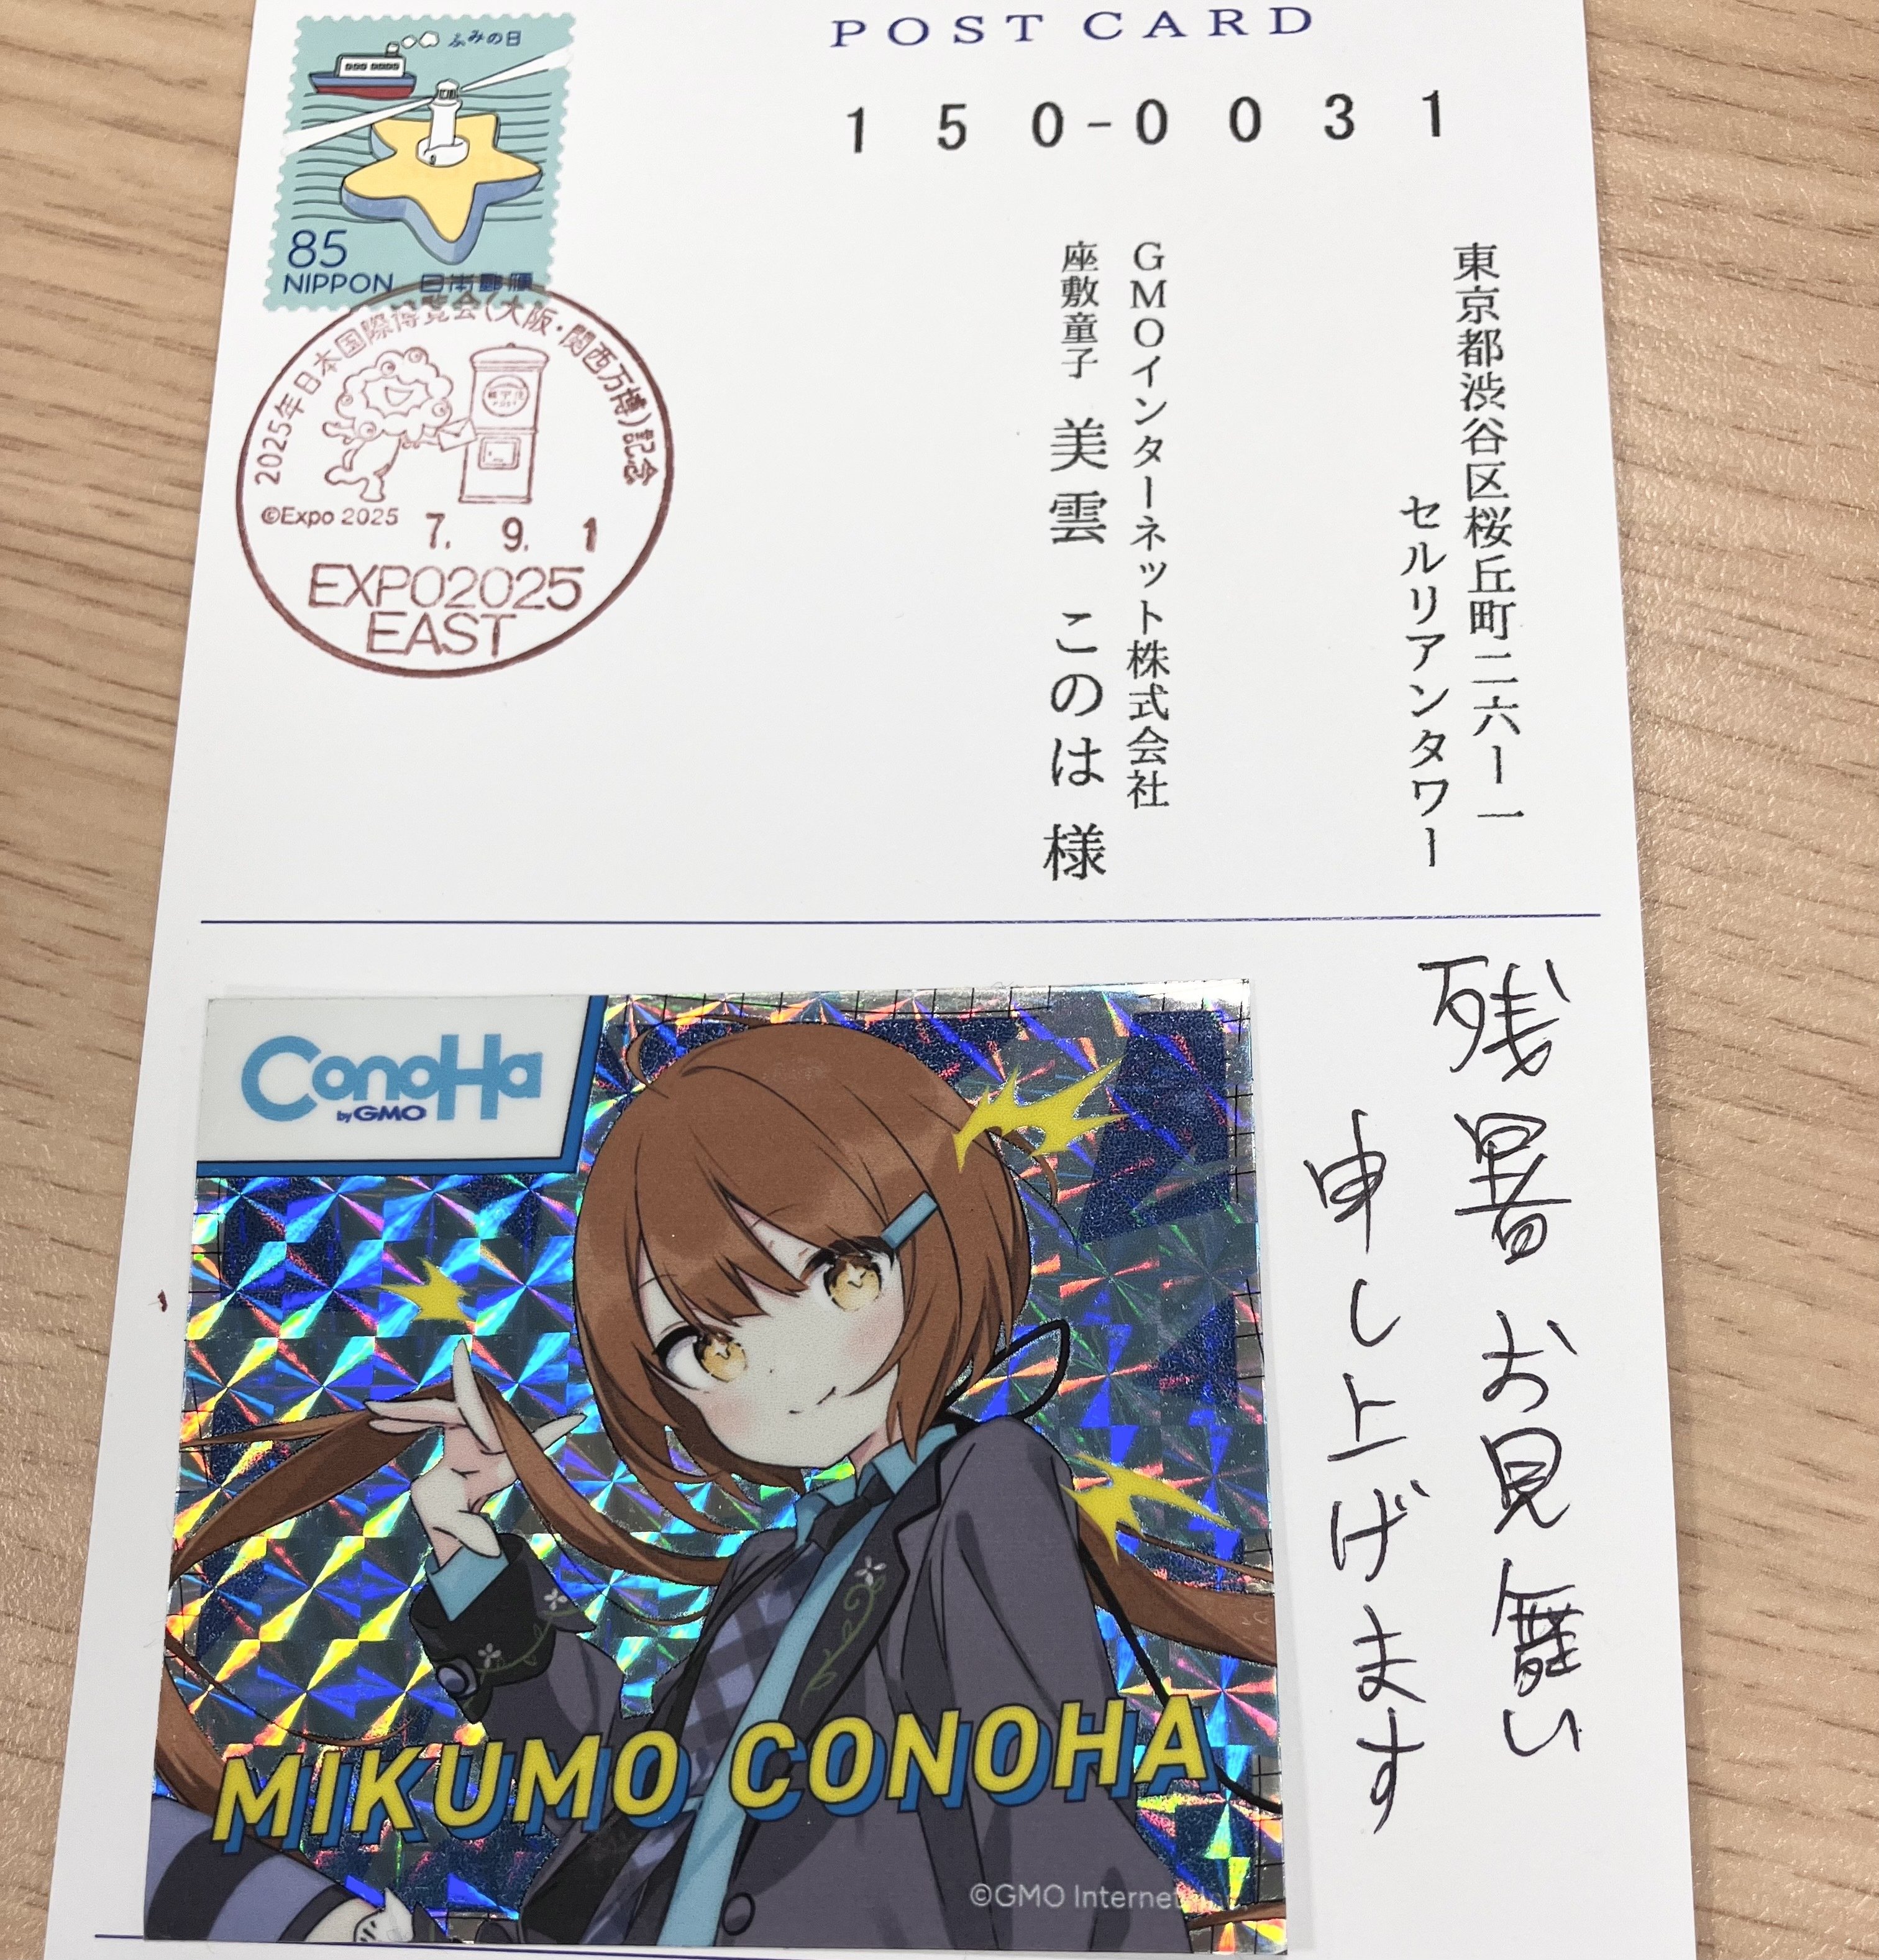 POST CARD
150-0031
東京都渋谷区桜丘町二六ー一
セルリアンタワー
GMOインターネット株式会社
座敷童子 美雲 このは 様
ふみの日
85
NIPPON 日本郵便
2025年日本国際博覧会(大阪・関西万博)記念
©Expo 2025
7. 9. 1
EXPO2025
EAST
残暑お見舞い
申し上げます
ConoHa
by GMO
MIKUMO CONOHA
©GMO Internet